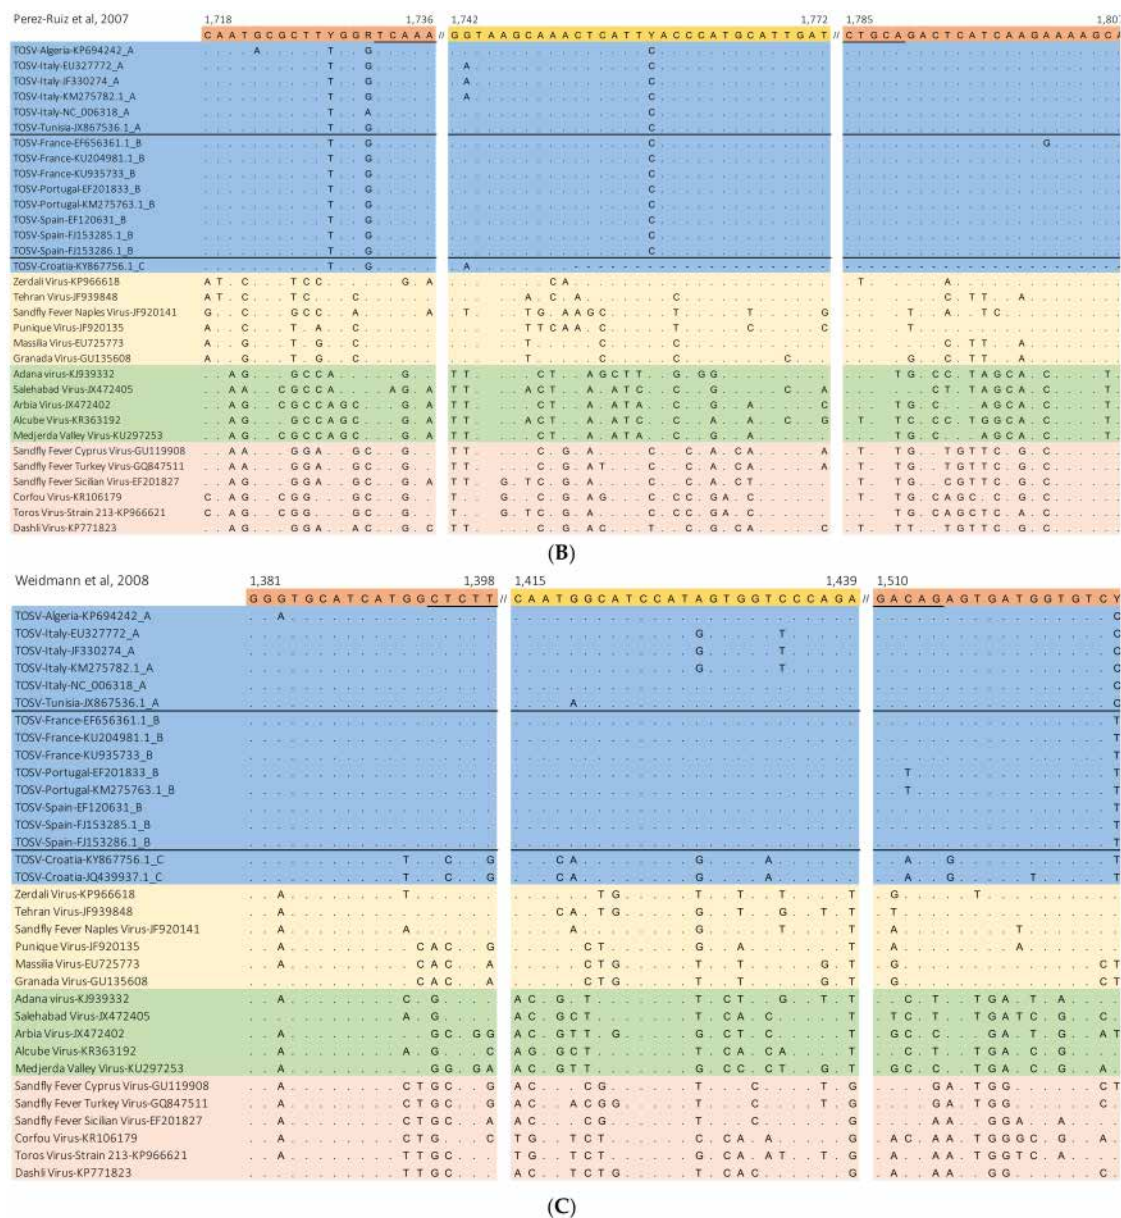 Perez-Ruiz et al, 2007 1,718 1,736 1,742 1,772 1,785 1,807
C A A T G C G C T T Y G G R T C A A A // G G T A A G C A A A C T C A T T Y A C C C A T G C A T T G A T // C T G C A G A C T C A T C A A G A A A A G C A
TOSV-Algeria-KP694242_A A T G C
TOSV-Italy-EU327772_A T G A C
TOSV-Italy-JF330274_A T G A C
TOSV-Italy-KM275782.1_A T G A C
TOSV-Italy-NC_006318_A T A C
TOSV-Tunisia-JX867536.1_A T G C
TOSV-France-EF656361.1_B T G C G
TOSV-France-KU204981.1_B T G C
TOSV-France-KU935733_B T G C
TOSV-Portugal-EF201833_B T G C
TOSV-Portugal-KM275763.1_B T G C
TOSV-Spain-EF120631_B T G C
TOSV-Spain-FJ153285.1_B T G C
TOSV-Spain-FJ153286.1_B T G C
TOSV-Croatia-KY867756.1_C T G A
Zerdali Virus-KP966618 A T C T C C G A C A T A
Tehran Virus-JF939848 A T C T C C A C A C C T T A
Sandfly Fever Naples Virus-JF920141 G C G C C A A T T G A A G C T T G T A T C
Punique Virus-JF920135 A C T A C T T C A A C T C C T
Massilia Virus-EU725773 A G T G C T C C C T T A
Granada Virus-GU135608 A G T G C T C C C G C T T A
Adana virus-KJ939332 A G G C C A G T T C T A G C T T G G G T G C C T A G C A C T
Salehabad Virus-JX472405 A A C G C C A A G A T T A C T A A T C C G C A C T T A G C A C T
Arbia Virus-JX472402 A G C G C C A G C G A T T C T A A T A C G A C T G C A G C A C T
Alcube Virus-KR363192 A G G C C A G C G A T T A C T A A T C C A A C G T T C C C T G G C A C T
Medjerda Valley Virus-KU297253 A G C G C C A G C G A T T C T A A T A C G A T G C A G C A C T
Sandfly Fever Cyprus Virus-GU119908 A A G G A G C G T T C G A C C A C A A T T G T G T T C G C
Sandfly Fever Turkey Virus-GQ847511 A A G G A G C G T T C G A T C C A C A A T T G T G T T C G C
Sandfly Fever Sicilian Virus-EF201827 A G G G A G C G A T T G T C G A C C A C T T T G C G T T C G C
Corfou Virus-KR106179 C A G C G G G C G T G C G A G C C C G A C T T G C A G C C G C
Toros Virus-Strain 213-KP966621 C A G C G G G C G T G T C G A C C C G A C T G C A G C T C A C
Dashli Virus-KP771823 A G G G A A C G C T T C G A C T C G C A C T T T T G T T C G C
(B)
Weidmann et al, 2008 1,381 1,398 1,415 1,439 1,510
G G G T G C A T C A T G G C T C T T // C A A T G G C A T C C A T A G T G G T C C C A G A // G A C A G A G T G A T G G T G T C Y
TOSV-Algeria-KP694242_A A C
TOSV-Italy-EU327772_A G T C
TOSV-Italy-JF330274_A G T C
TOSV-Italy-KM275782.1_A G T C
TOSV-Italy-NC_006318_A C
TOSV-Tunisia-JX867536.1_A A C
TOSV-France-EF656361.1_B T
TOSV-France-KU204981.1_B T
TOSV-France-KU935733_B T
TOSV-Portugal-EF201833_B T T
TOSV-Portugal-KM275763.1_B T T
TOSV-Spain-EF120631_B T
TOSV-Spain-FJ153285.1_B T
TOSV-Spain-FJ153286.1_B T
TOSV-Croatia-KY867756.1_C T C G C A G A A G T
TOSV-Croatia-JQ439937.1_C T C G C A G A A G T T
Zerdali Virus-KP966618 A T T G T T T T G T
Tehran Virus-JF939848 A C A T G G T G T T T
Sandfly Fever Naples Virus-JF920141 A A A G T T A T
Punique Virus-JF920135 A C A C G C T G A T A A
Massilia Virus-EU725773 A C A C A C T G T T G T G C T
Granada Virus-GU135608 C A C A C T G T T G T G C T
Adana virus-KJ939332 A C G A C G T T C T G T T C T T G A T A
Salehabad Virus-JX472405 A G A C G C T T C A C T T C T T G A T C G C
Arbia Virus-JX472402 A G C G G A C G T T G G C T C T G C C G A T G A T
Alcube Virus-KR363192 A A G C A G G C T T C A C A T C T T G A C G
Medjerda Valley Virus-KU297253 A G G G A A C G T T G C C C T G T G C C T G A C G A
Sandfly Fever Cyprus Virus-GU119908 A C T G C G A C C G T C T G G A T G G C T
Sandfly Fever Turkey Virus-GQ847511 A C T G C G A C A C G G T C T G G A T G G C
Sandfly Fever Sicilian Virus-EF201827 A C T G C A A C C G T C G A A G G A A
Corfou Virus-KR106179 A C T G C T G T C T C C A A G A C A A T G G G C G A
Toros Virus-Strain 213-KP966621 A T T G C T G T C T G C A A T T G A A A T G G T C A
Dashli Virus-KP771823 T T G C A C T C T G T C A C G A A A G G C
(C)